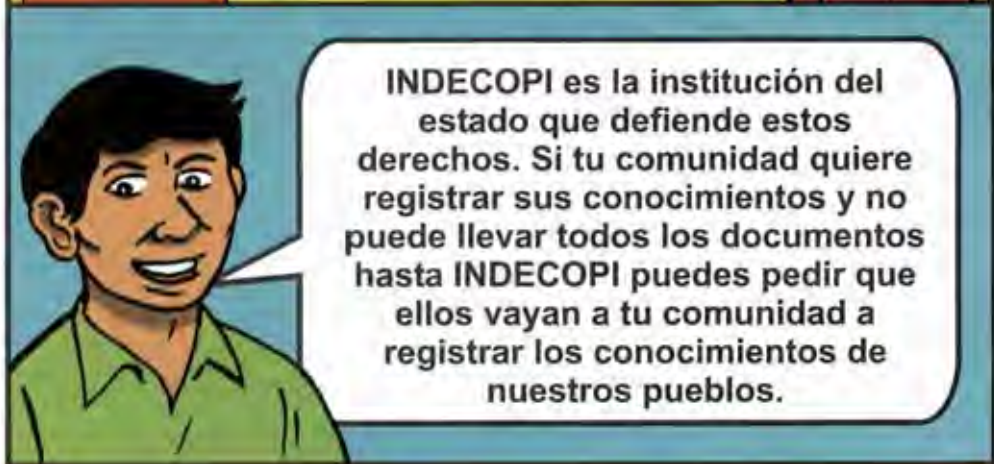 INDECOPI es la institución del
estado que defiende estos
derechos. Si tu comunidad quiere
registrar sus conocimientos y no
puede llevar todos los documentos
hasta INDECOPI puedes pedir que
ellos vayan a tu comunidad a
registrar los conocimientos de
nuestros pueblos.